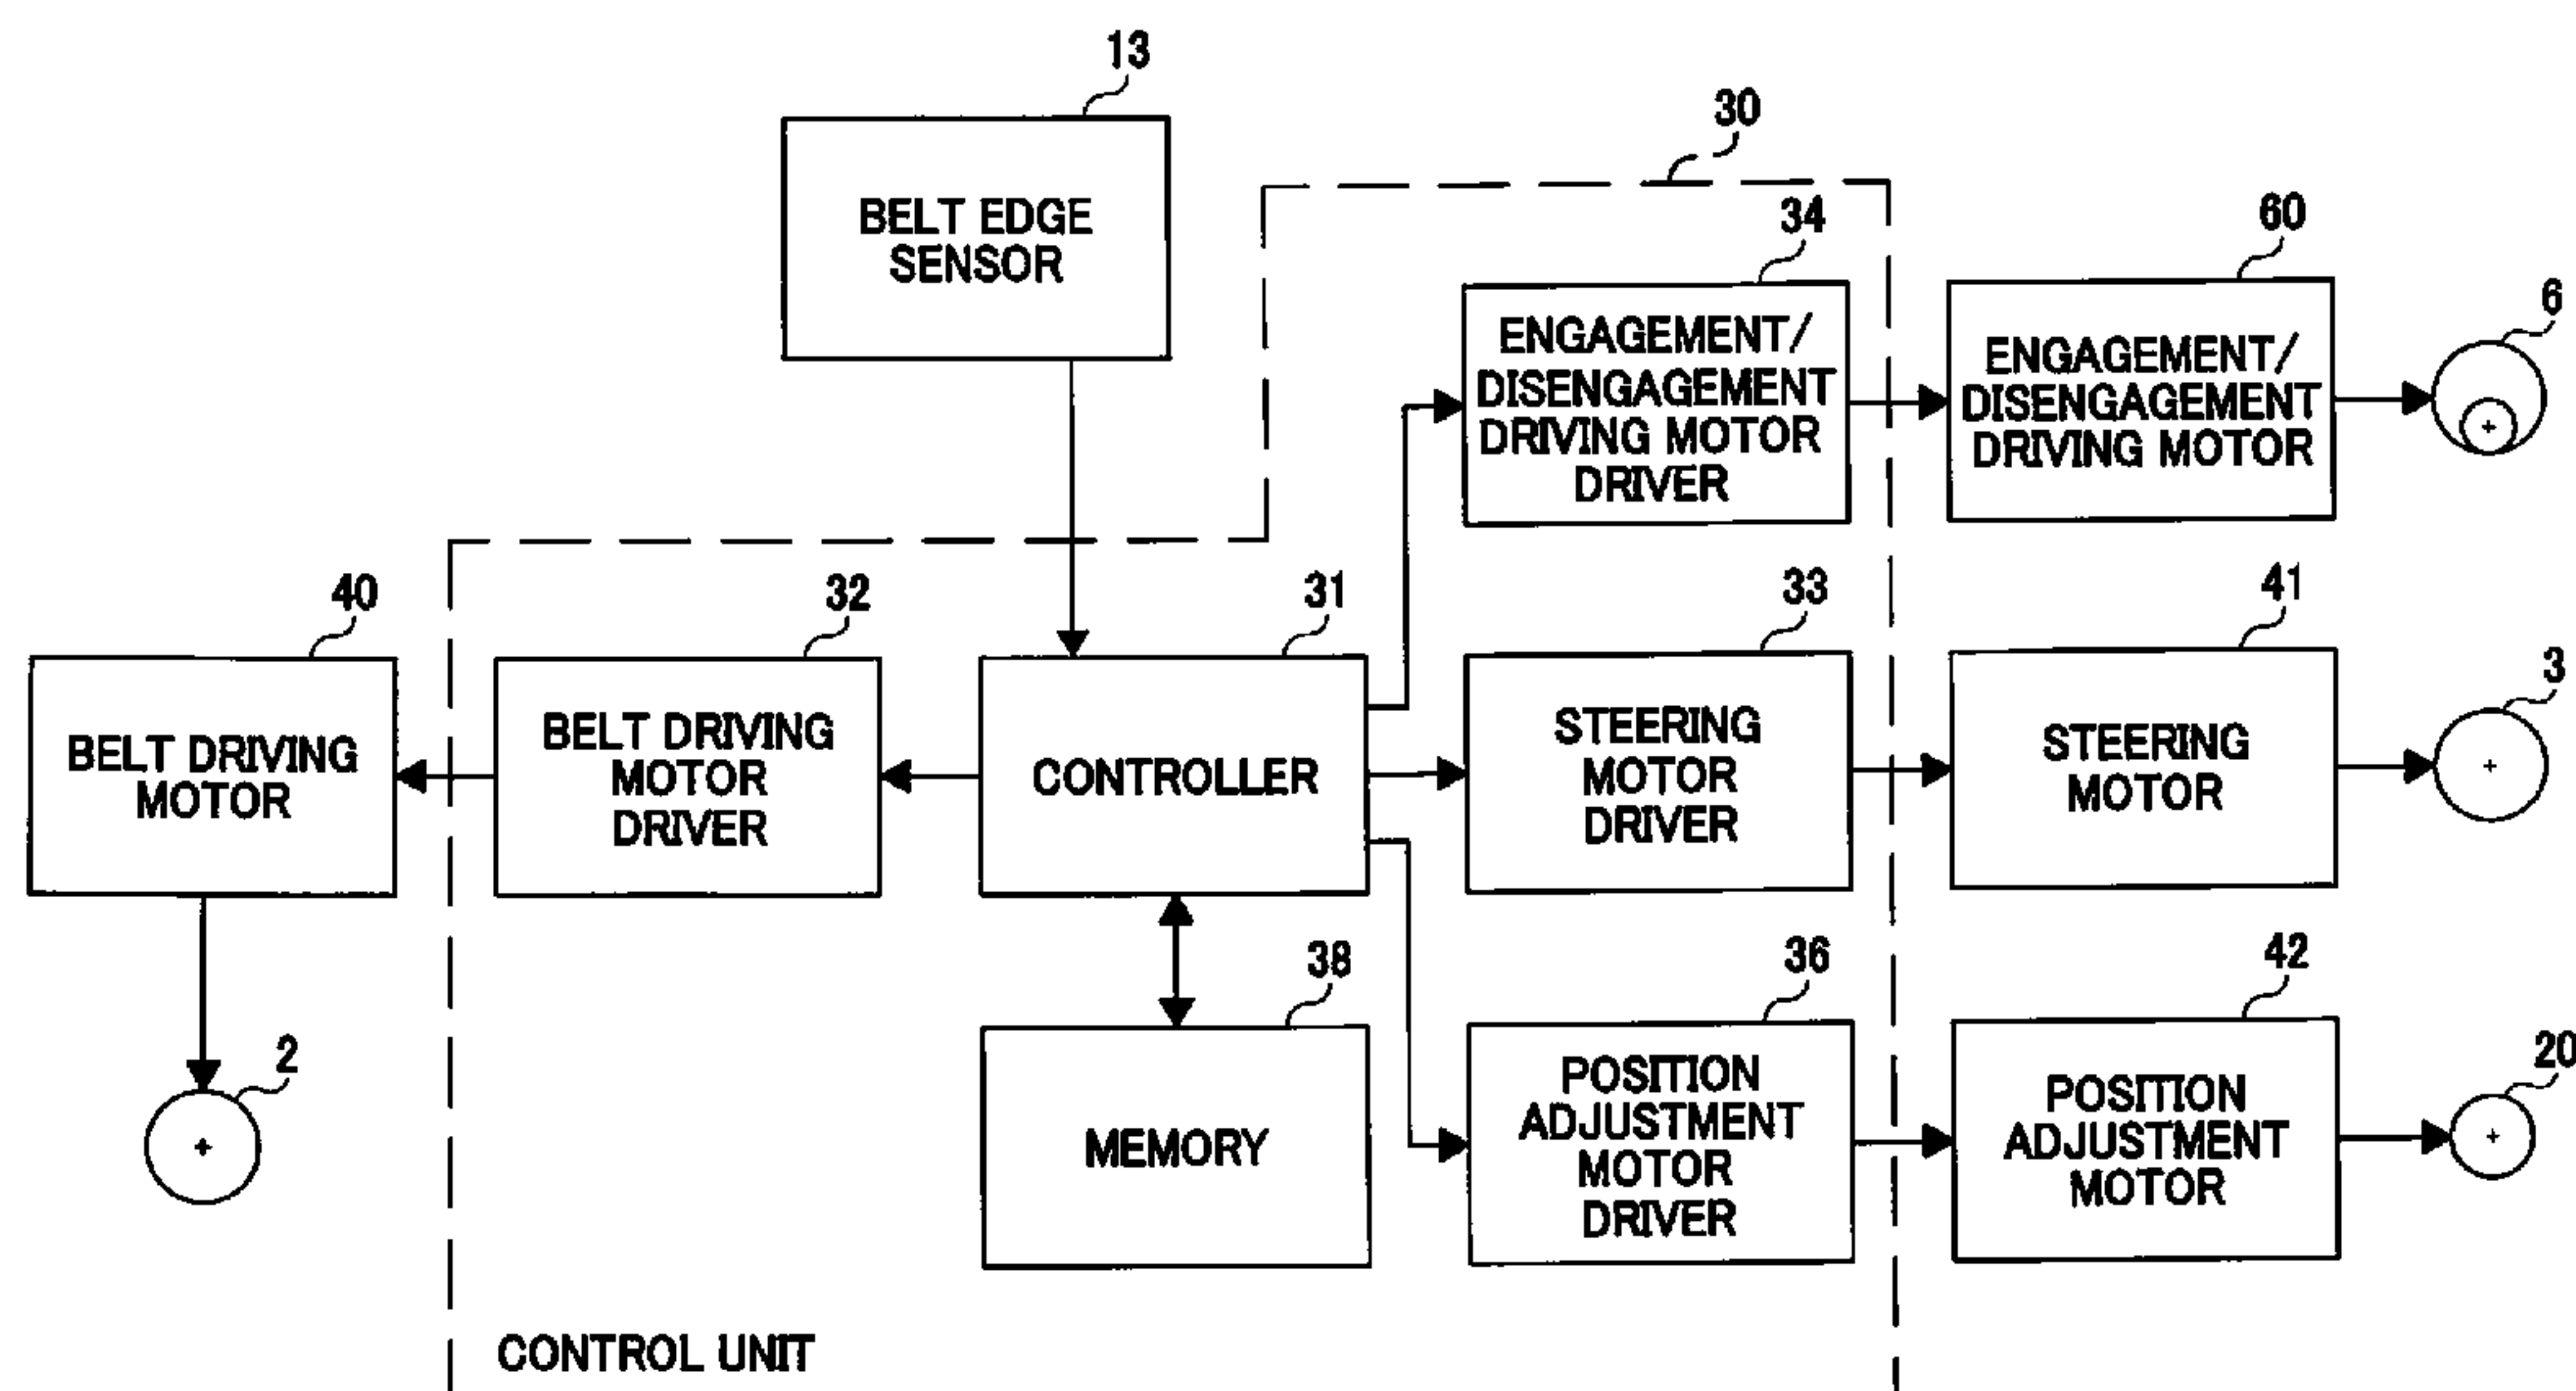 13
BELT EDGE
SENSOR
30
34
ENGAGEMENT/
DISENGAGEMENT
DRIVING MOTOR
DRIVER
60
ENGAGEMENT/
DISENGAGEMENT
DRIVING MOTOR
6
40
BELT DRIVING
MOTOR
32
BELT DRIVING
MOTOR
DRIVER
31
CONTROLLER
33
STEERING
MOTOR
DRIVER
41
STEERING
MOTOR
3
2
38
MEMORY
36
POSITION
ADJUSTMENT
MOTOR
DRIVER
42
POSITION
ADJUSTMENT
MOTOR
20
CONTROL UNIT